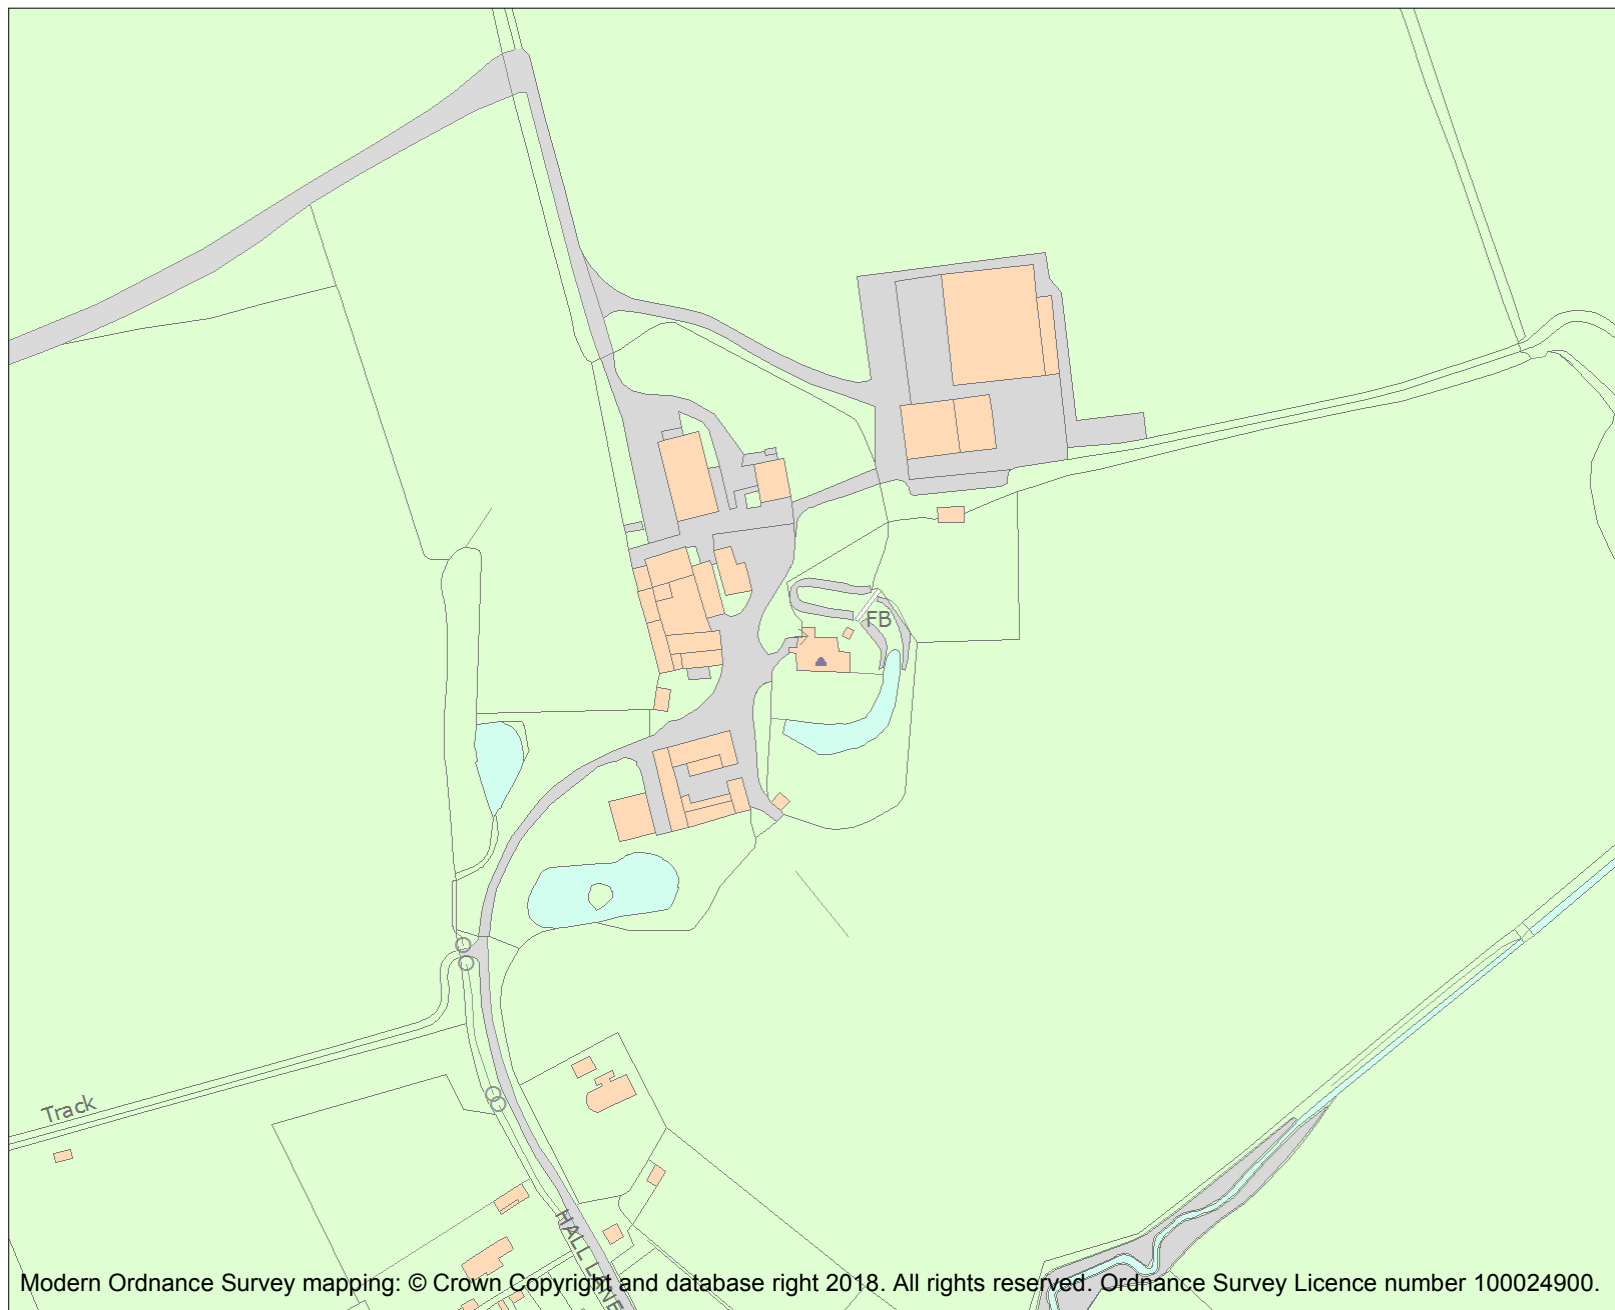 FB
Track
HALL LANE
Modern Ordnance Survey mapping: © Crown Copyright and database right 2018. All rights reserved. Ordnance Survey Licence number 100024900.